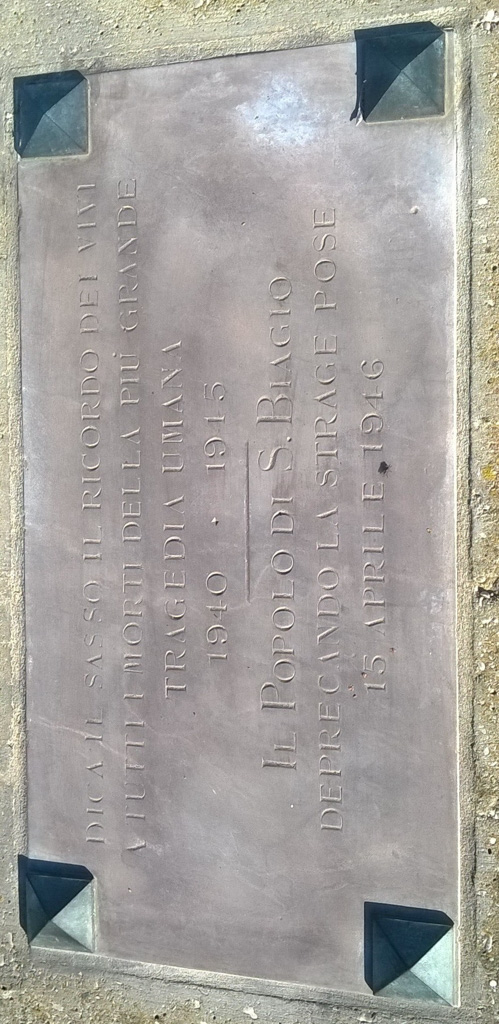 DICA IL SASSO IL RICORDO DEI VIVI
A TUTTI I MORTI DELLA PIÚ GRANDE
TRAGEDIA UMANA
1940 · 1945
IL POPOLO DI S. BIAGIO
DEPRECANDO LA STRAGE POSE
15 APRILE 1946